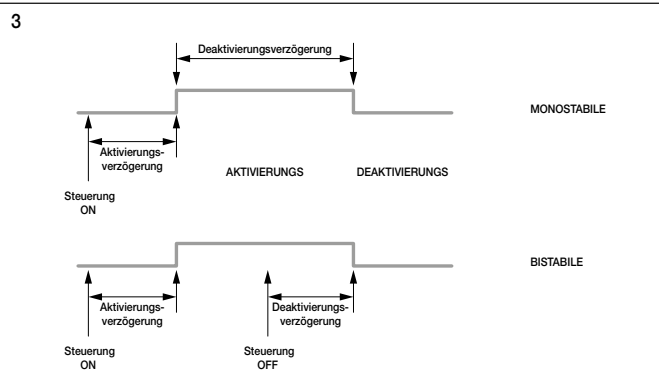 3
Deaktivierungsverzögerung
MONOSTABILE
Aktivierungs-
verzögerung
AKTIVIERUNGS
DEAKTIVIERUNGS
Steuerung
ON
BISTABILE
Aktivierungs-
verzögerung
Deaktivierungs-
verzögerung
Steuerung
ON
Steuerung
OFF